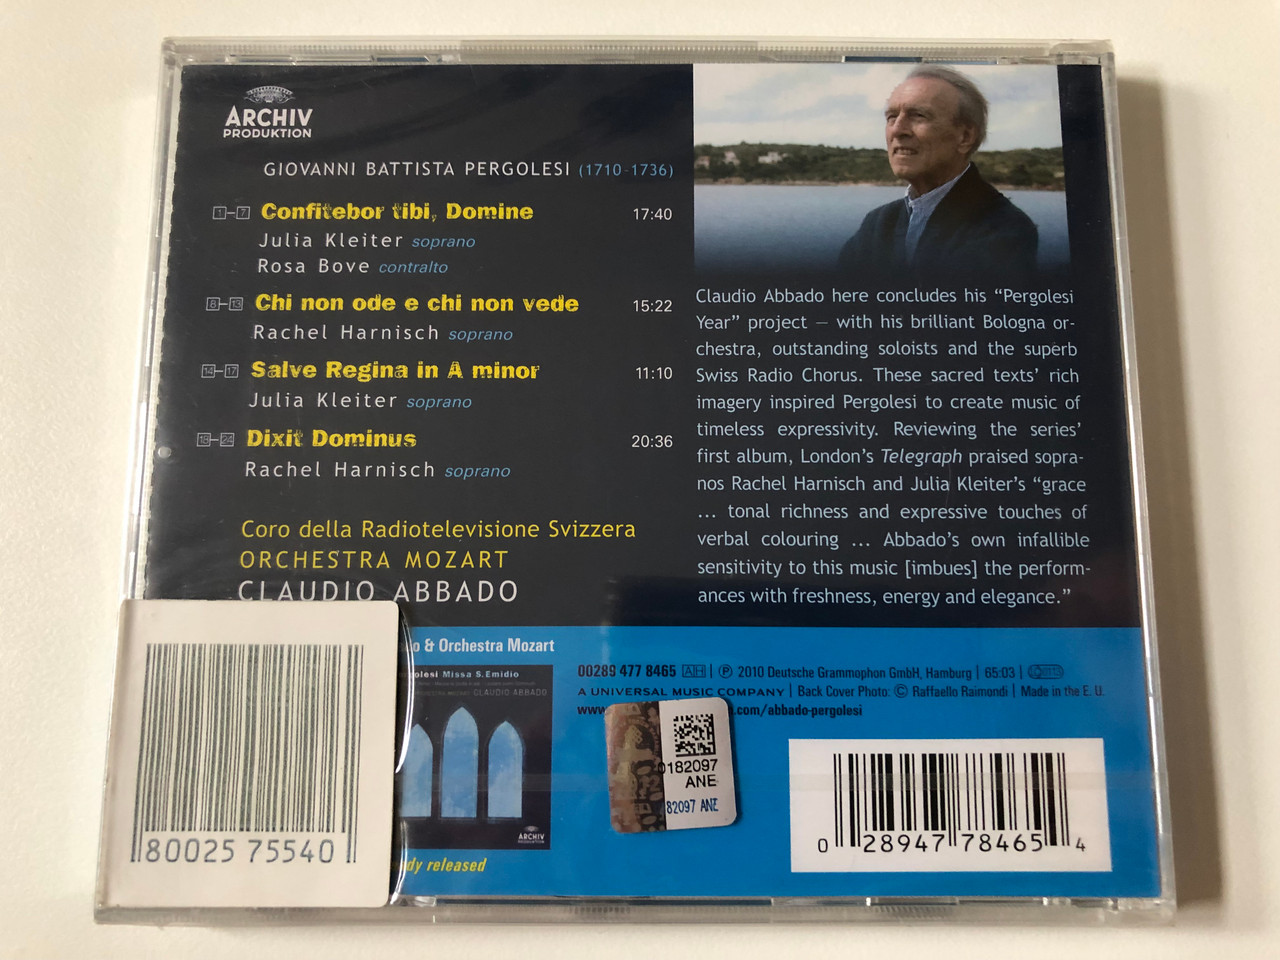 ARCHIV
PRODUKTION
GIOVANNI BATTISTA PERGOLESI (1710–1736)
1–7 Confitebor tibi, Domine 17:40
Julia Kleiter soprano
Rosa Bove contralto
8–13 Chi non ode e chi non vede 15:22
Rachel Harnisch soprano
14–17 Salve Regina in A minor 11:10
Julia Kleiter soprano
18–24 Dixit Dominus 20:36
Rachel Harnisch soprano
Coro della Radiotelevisione Svizzera
ORCHESTRA MOZART
CLAUDIO ABBADO
Claudio Abbado here concludes his “Pergolesi
Year” project – with his brilliant Bologna or-
chestra, outstanding soloists and the superb
Swiss Radio Chorus. These sacred texts’ rich
imagery inspired Pergolesi to create music of
timeless expressivity. Reviewing the series’
first album, London’s Telegraph praised sopra-
nos Rachel Harnisch and Julia Kleiter’s “grace
... tonal richness and expressive touches of
verbal colouring ... Abbado’s own infallible
sensitivity to this music [imbues] the perform-
ances with freshness, energy and elegance.”
o & Orchestra Mozart
olesi Missa S. Emidio
CLAUDIO ABBADO
ARCHIV
dy released
00289 477 8465 AH | ℗ 2010 Deutsche Grammophon GmbH, Hamburg | 65:03 |
A UNIVERSAL MUSIC COMPANY | Back Cover Photo: © Raffaello Raimondi | Made in the E. U.
www
.com/abbado-pergolesi
0182097
ANE
82097 ANE
80025 75540
0 28947 78465 4